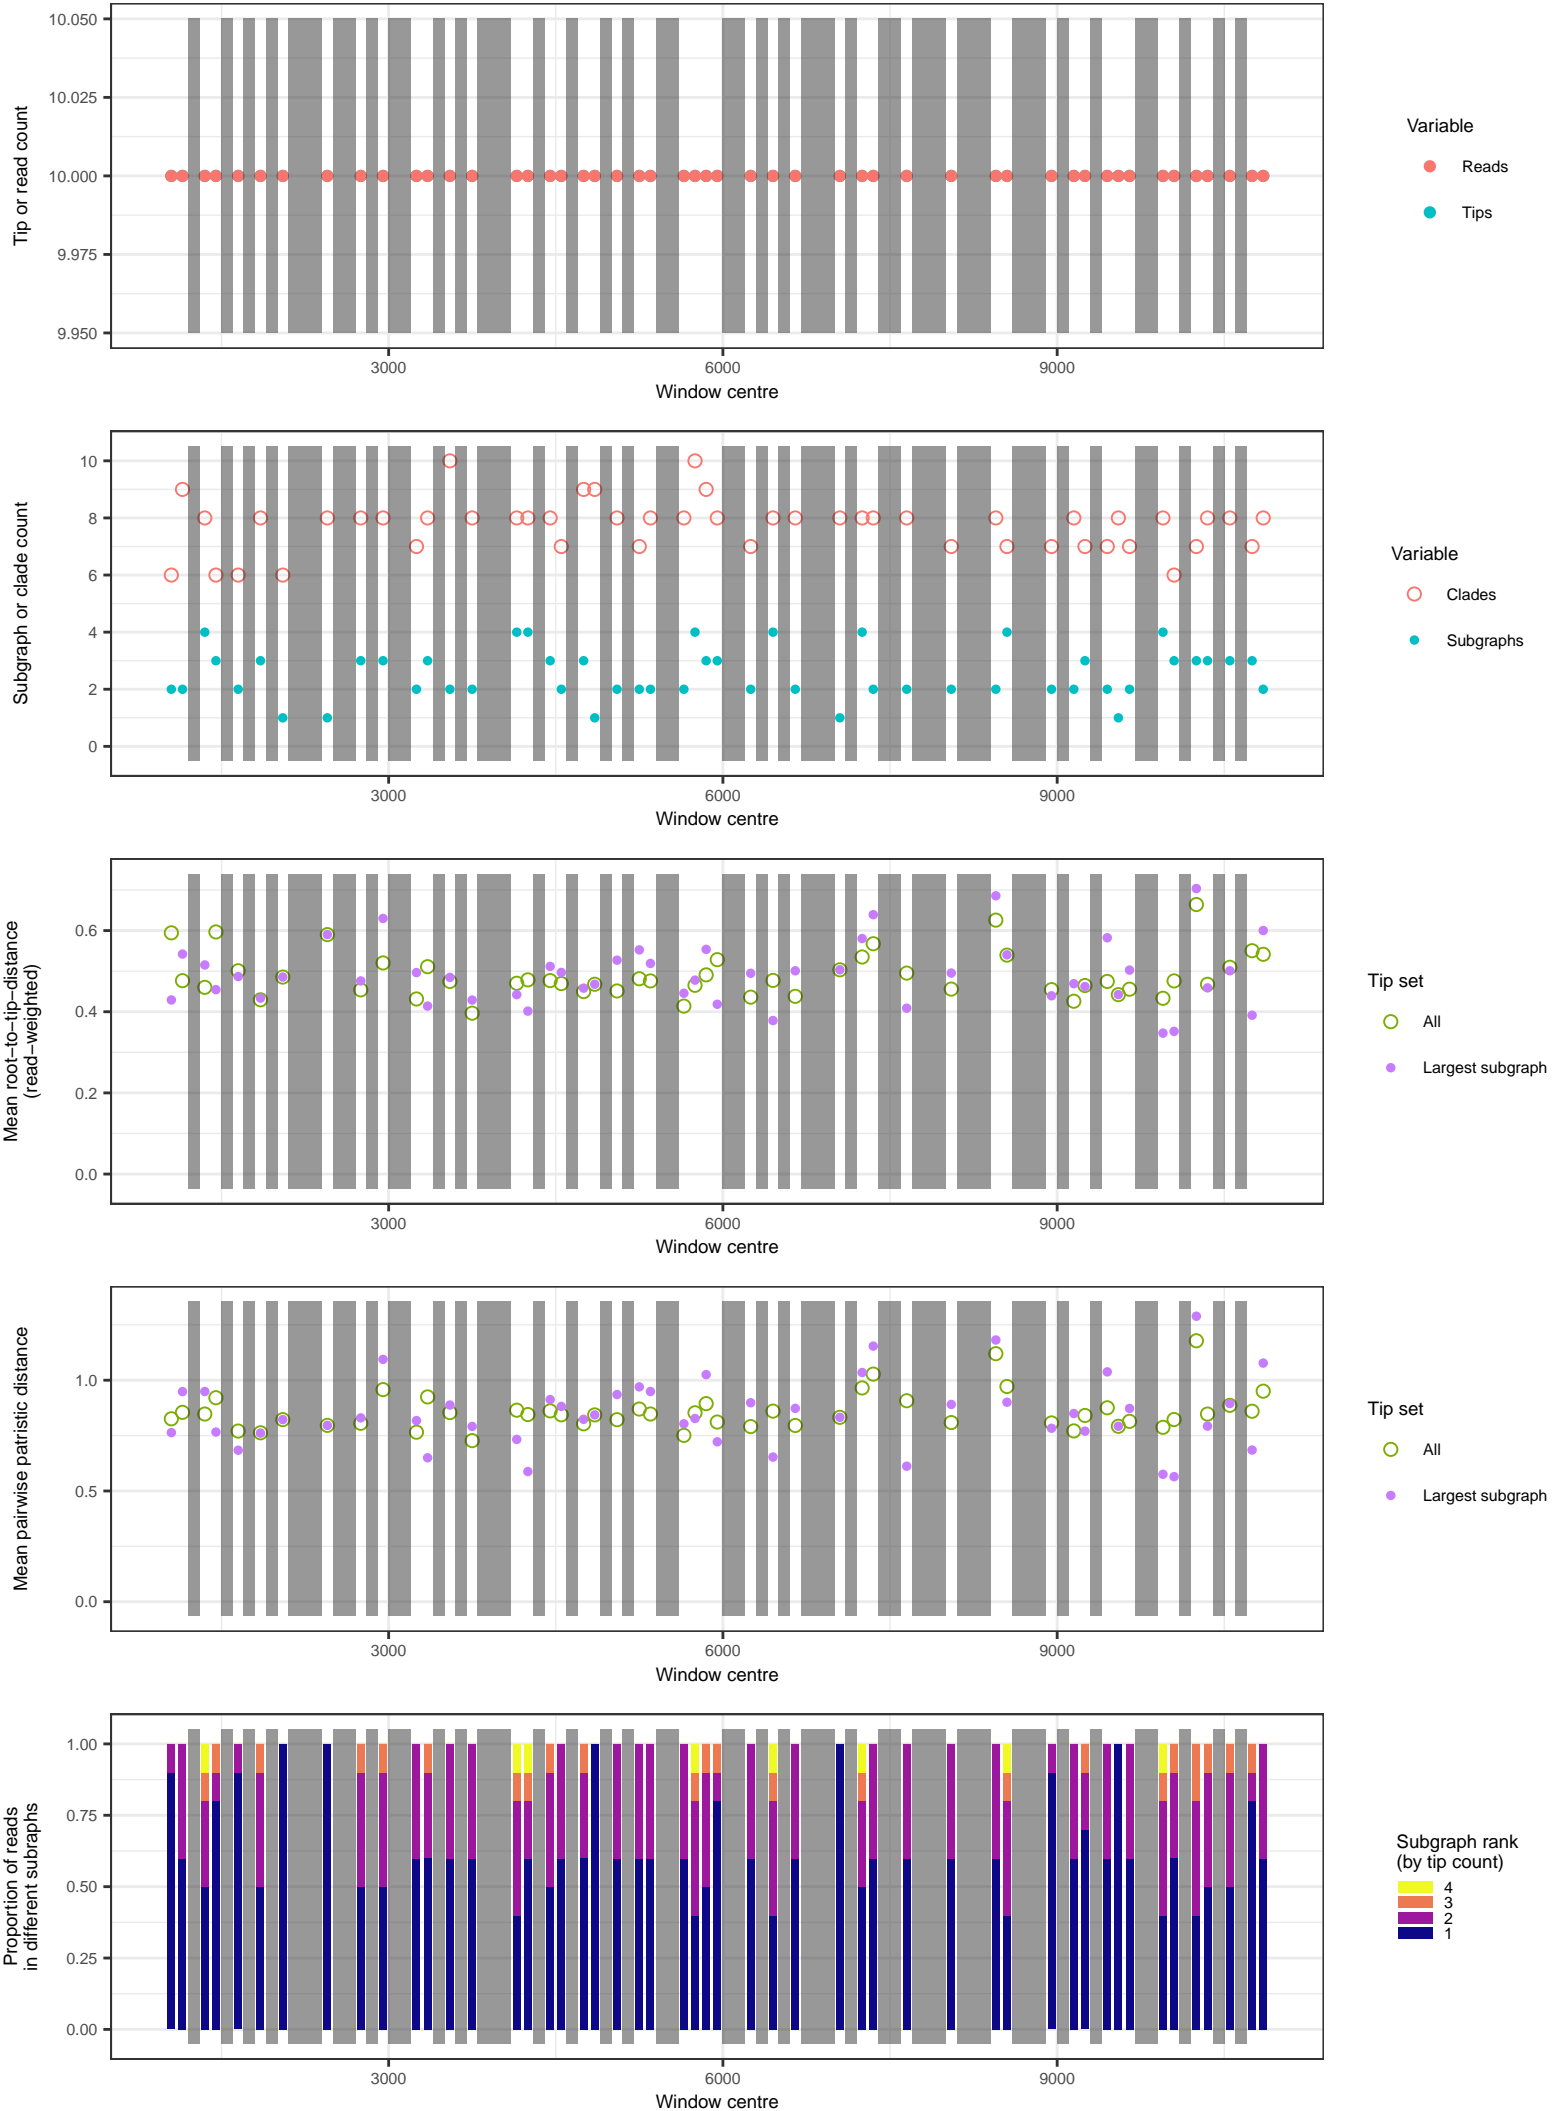 10.050
10.025
10.000
9.975
9.950
Tip or read count
3000
6000
9000
Window centre
Variable
Reads
Tips
10
8
6
4
2
0
Subgraph or clade count
3000
6000
9000
Window centre
Variable
Clades
Subgraphs
0.6
0.4
0.2
0.0
Mean root−to−tip−distance
(read−weighted)
3000
6000
9000
Window centre
Tip set
All
Largest subgraph
1.0
0.5
0.0
Mean pairwise patristic distance
3000
6000
9000
Window centre
Tip set
All
Largest subgraph
1.00
0.75
0.50
0.25
0.00
Proportion of reads
in different subraphs
3000
6000
9000
Window centre
Subgraph rank
(by tip count)
4
3
2
1